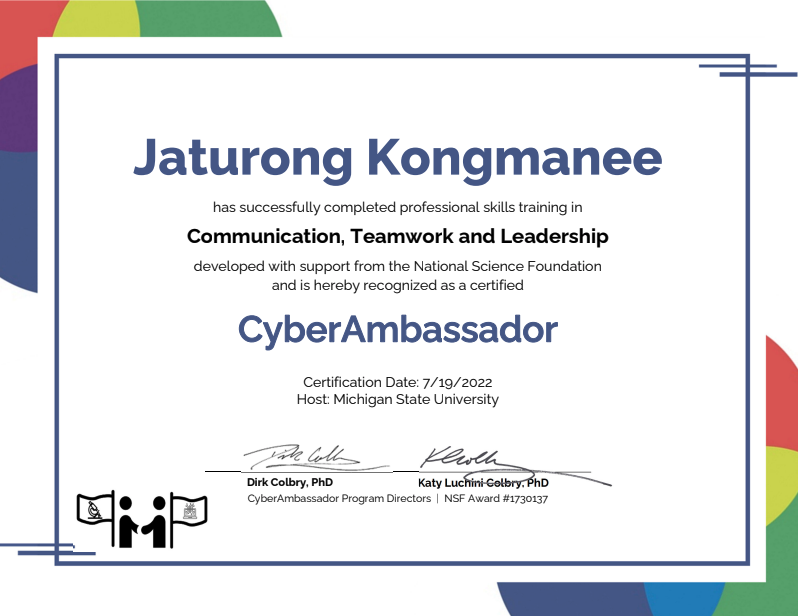 Jaturong Kongmanee
has successfully completed professional skills training in
Communication, Teamwork and Leadership
developed with support from the National Science Foundation
and is hereby recognized as a certified
CyberAmbassador
Certification Date: 7/19/2022
Host: Michigan State University
Dirk Colbry, PhD Katy Luchini Colbry, PhD
CyberAmbassador Program Directors | NSF Award #1730137